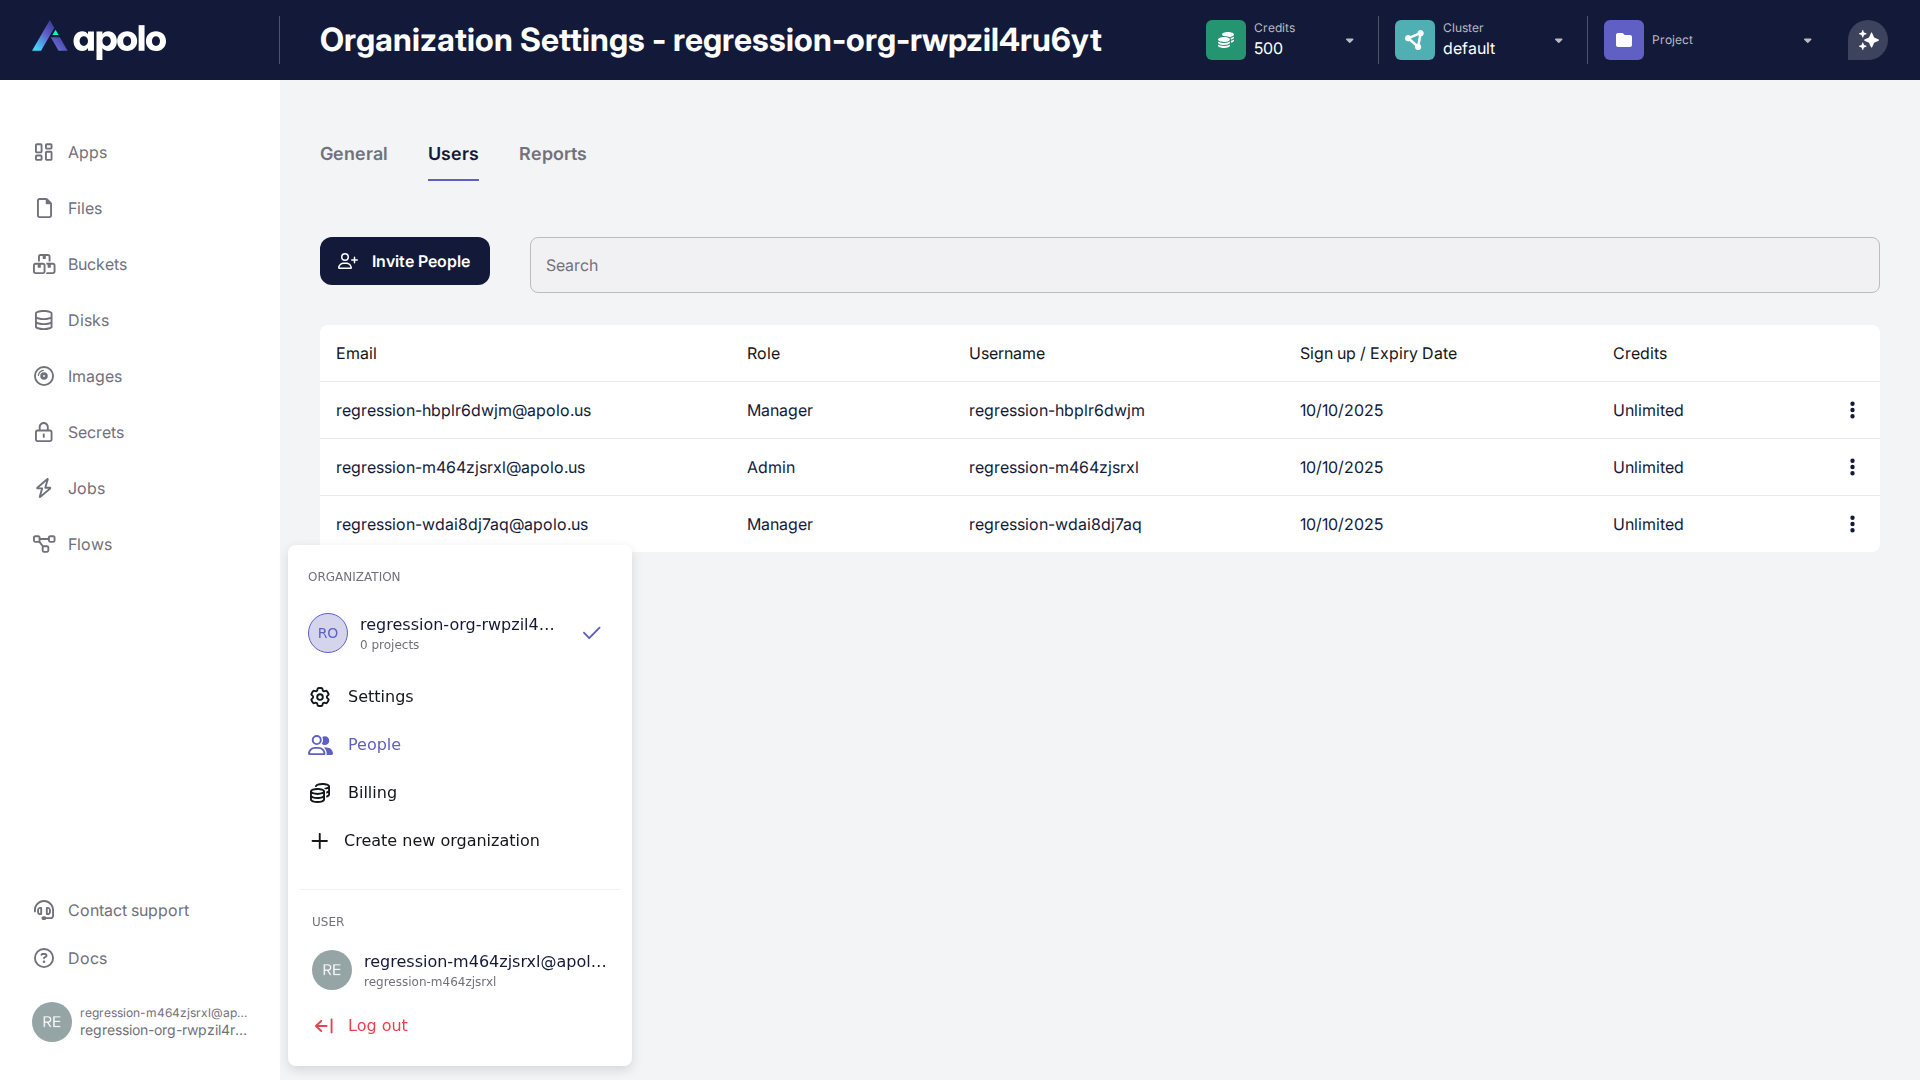 apolo
Organization Settings - regression-org-rwpzil4ru6yt
Credits
500
Cluster
default
Project
Apps
Files
Buckets
Disks
Images
Secrets
Jobs
Flows
General
Users
Reports
Invite People
Search
Email Role Username Sign up / Expiry Date Credits
regression-hbplr6dwjm@apolo.us Manager regression-hbplr6dwjm 10/10/2025 Unlimited
regression-m464zjsrxl@apolo.us Admin regression-m464zjsrxl 10/10/2025 Unlimited
regression-wdai8dj7aq@apolo.us Manager regression-wdai8dj7aq 10/10/2025 Unlimited
ORGANIZATION
RO
regression-org-rwpzil4...
0 projects
Settings
People
Billing
Create new organization
USER
RE
regression-m464zjsrxl@apol...
regression-m464zjsrxl
Log out
Contact support
Docs
RE
regression-m464zjsrxl@ap...
regression-org-rwpzil4r...